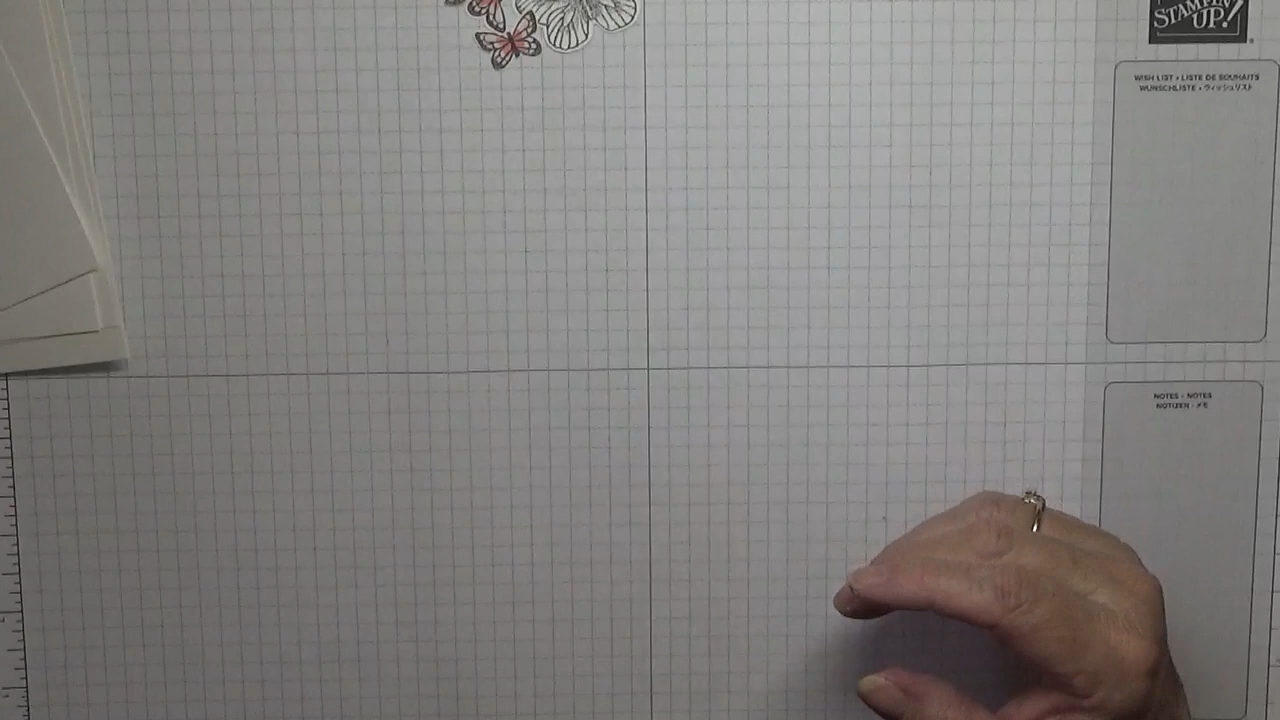 STAMPIN'
UP!
WISH LIST • LISTE DE SOUHAITS
WUNSCHLISTE • ウィッシュリスト
NOTES • NOTES
NOTIZEN • メモ